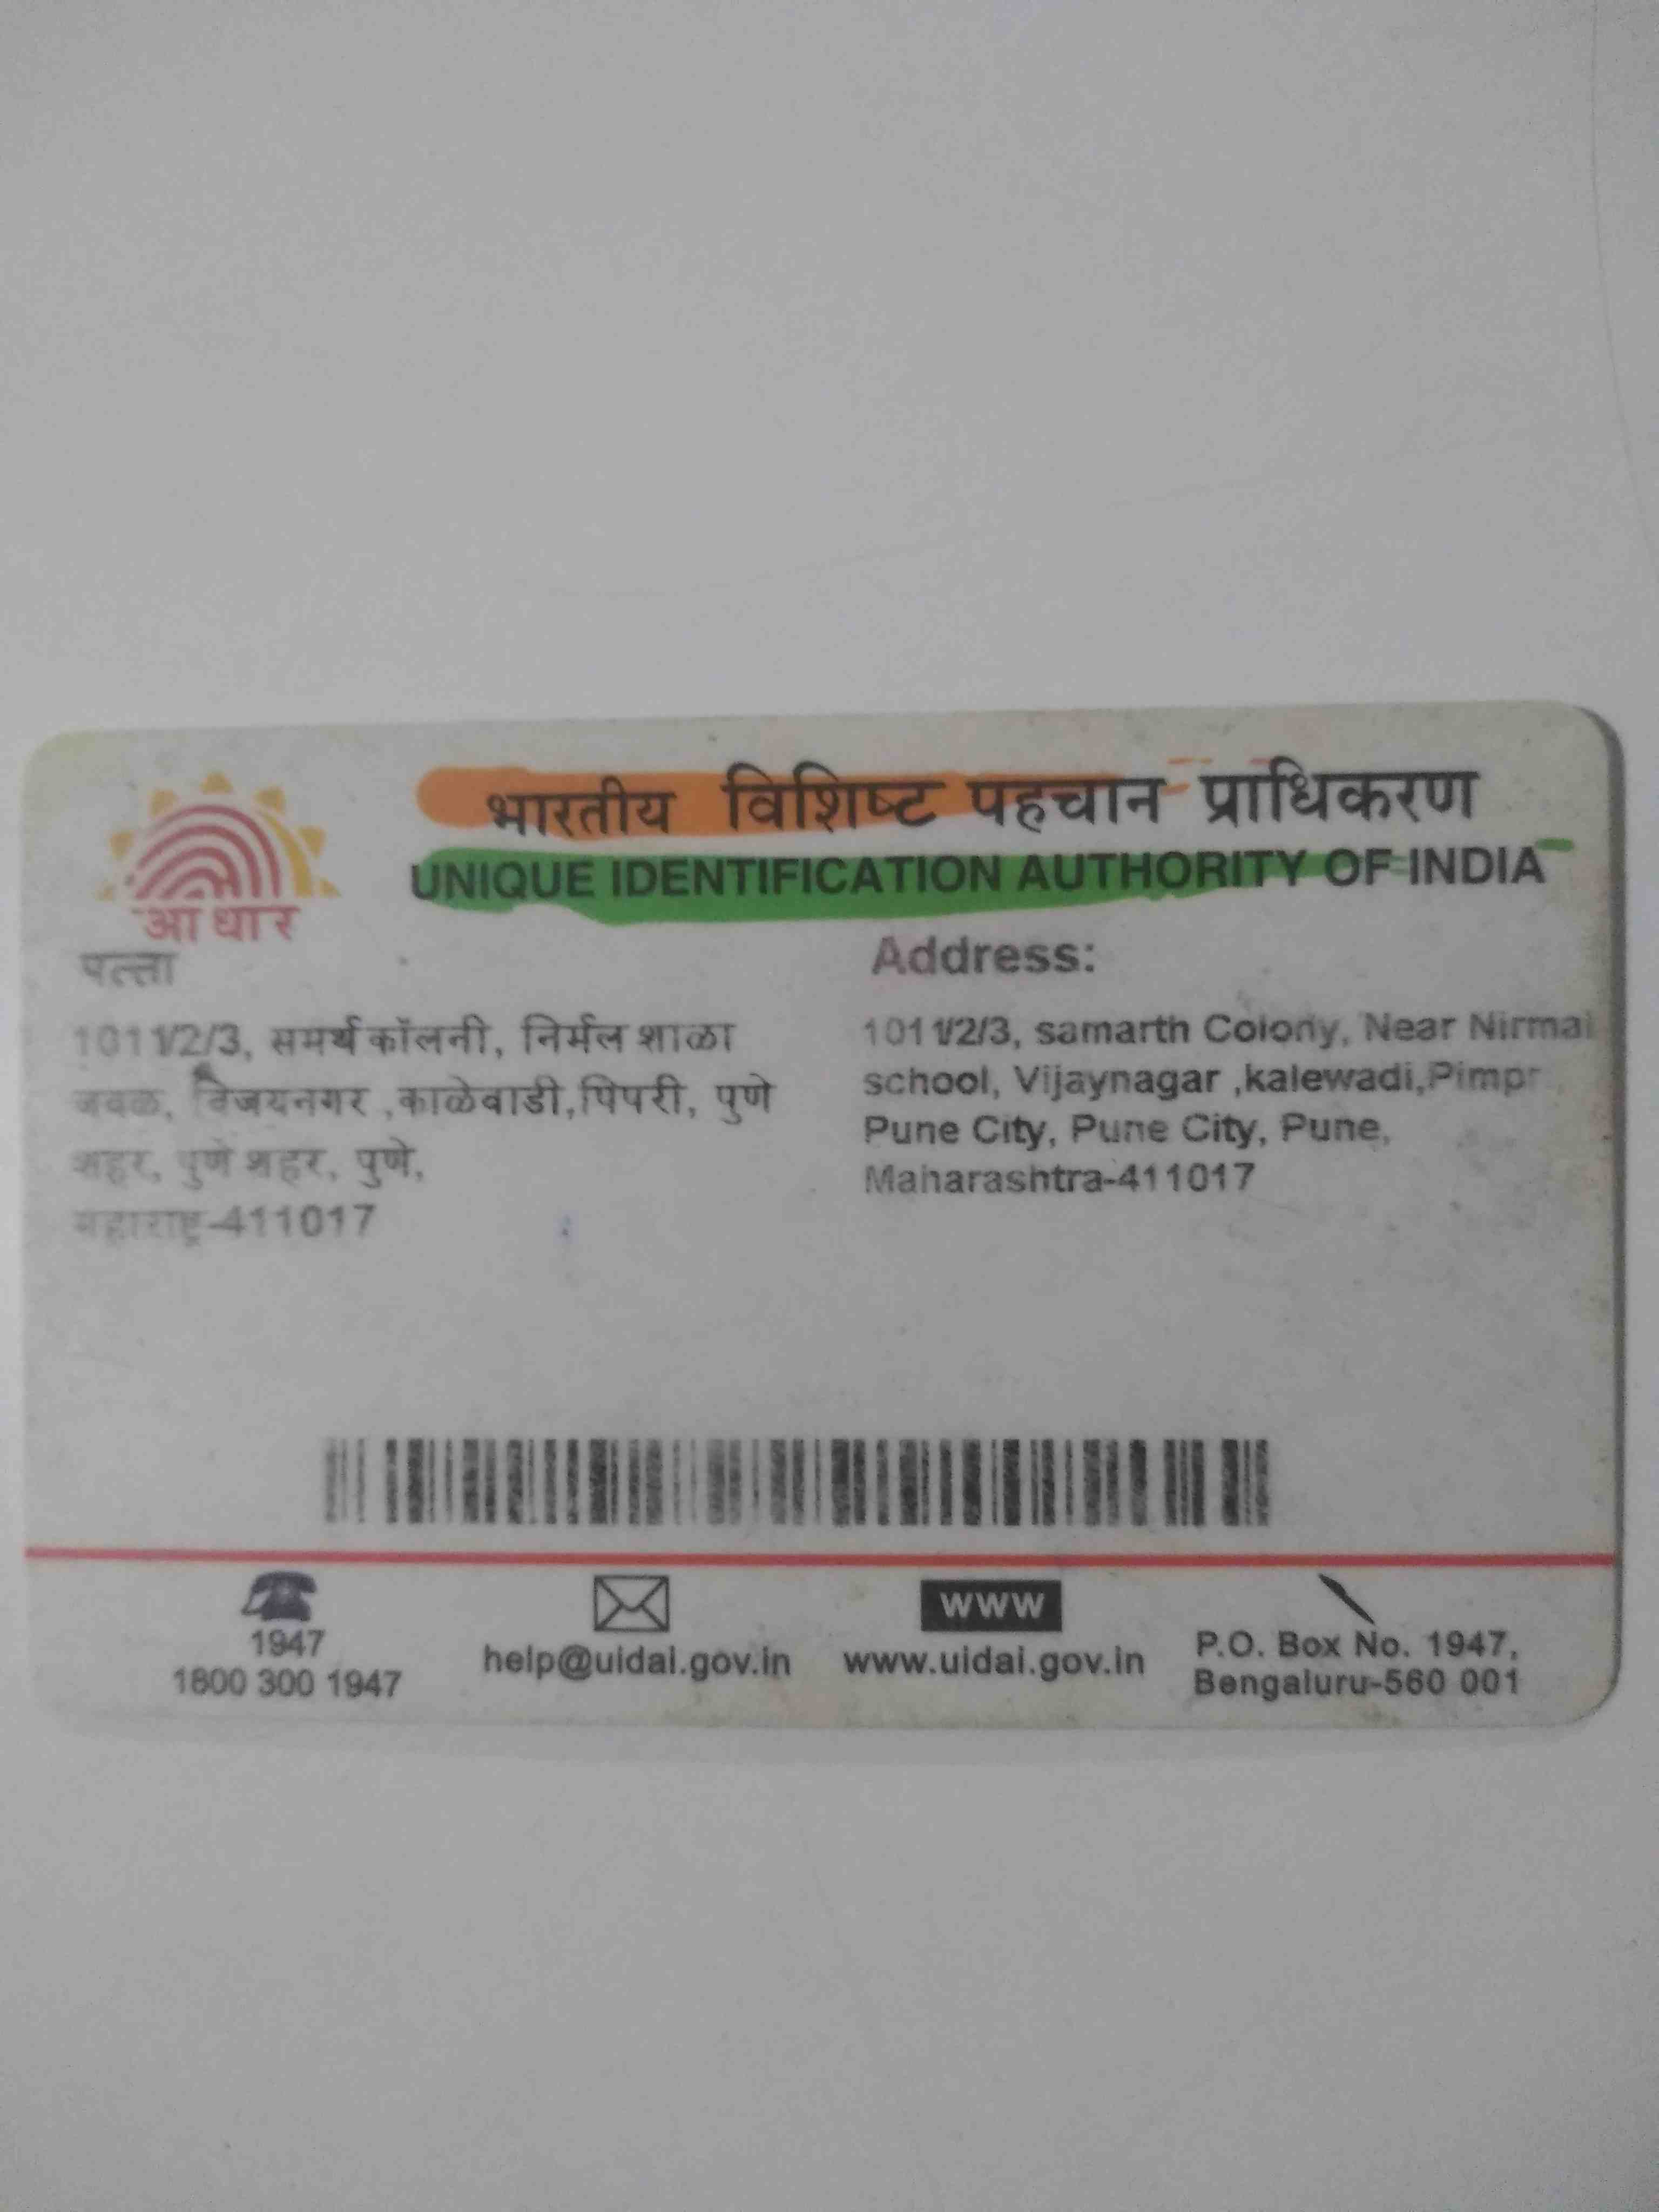 भारतीय विशिष्ट पहचान प्राधिकरण
UNIQUE IDENTIFICATION AUTHORITY OF INDIA
आधार
पत्ता
1011/2/3, समर्थ कॉलनी, निर्मल शाळा
जवळ, विजयनगर ,काळेवाडी,पिपरी, पुणे
शहर, पुणे शहर, पुणे,
महाराष्ट्र-411017
Address:
1011/2/3, samarth Colony, Near Nirmal
school, Vijaynagar ,kalewadi,Pimpr
Pune City, Pune City, Pune,
Maharashtra-411017
1947
1800 300 1947
help@uidai.gov.in
www
www.uidai.gov.in
P.O. Box No. 1947,
Bengaluru-560 001